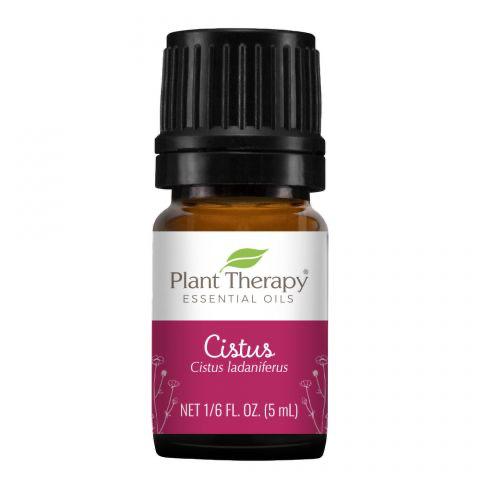 Plant Therapy®
ESSENTIAL OILS
Cistus
Cistus ladaniferus
NET 1/6 FL. OZ. (5 mL)